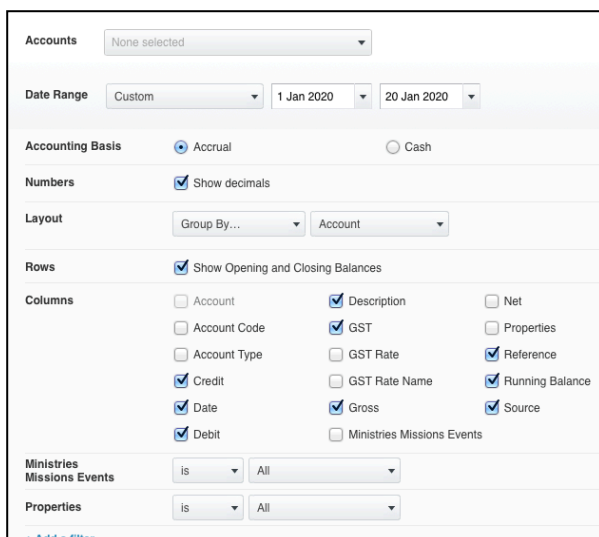 Accounts None selected
Date Range Custom 1 Jan 2020 20 Jan 2020
Accounting Basis Accrual Cash
Numbers Show decimals
Layout Group By... Account
Rows Show Opening and Closing Balances
Columns Account Description Net
Account Code GST Properties
Account Type GST Rate Reference
Credit GST Rate Name Running Balance
Date Gross Source
Debit Ministries Missions Events
Ministries
Missions Events is All
Properties is All
+ Add a filter